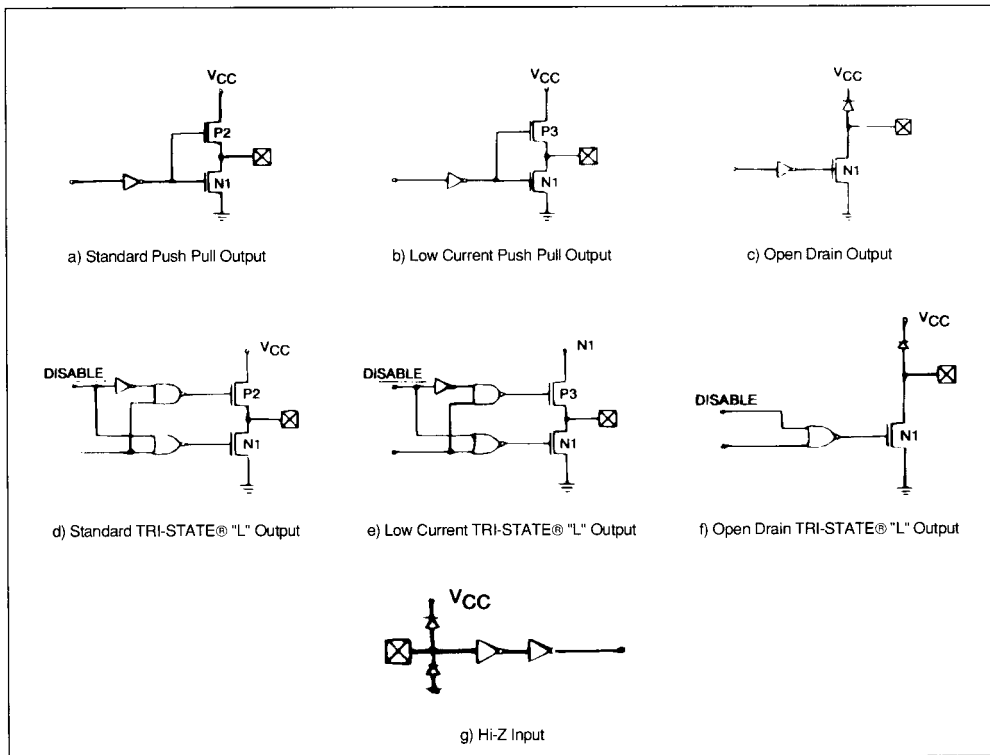 VCC
P2
N1
a) Standard Push Pull Output
VCC
P3
N1
b) Low Current Push Pull Output
VCC
N1
c) Open Drain Output
VCC
DISABLE
P2
N1
d) Standard TRI-STATE® "L" Output
N1
DISABLE
P3
N1
e) Low Current TRI-STATE® "L" Output
VCC
DISABLE
N1
f) Open Drain TRI-STATE® "L" Output
VCC
g) Hi-Z Input